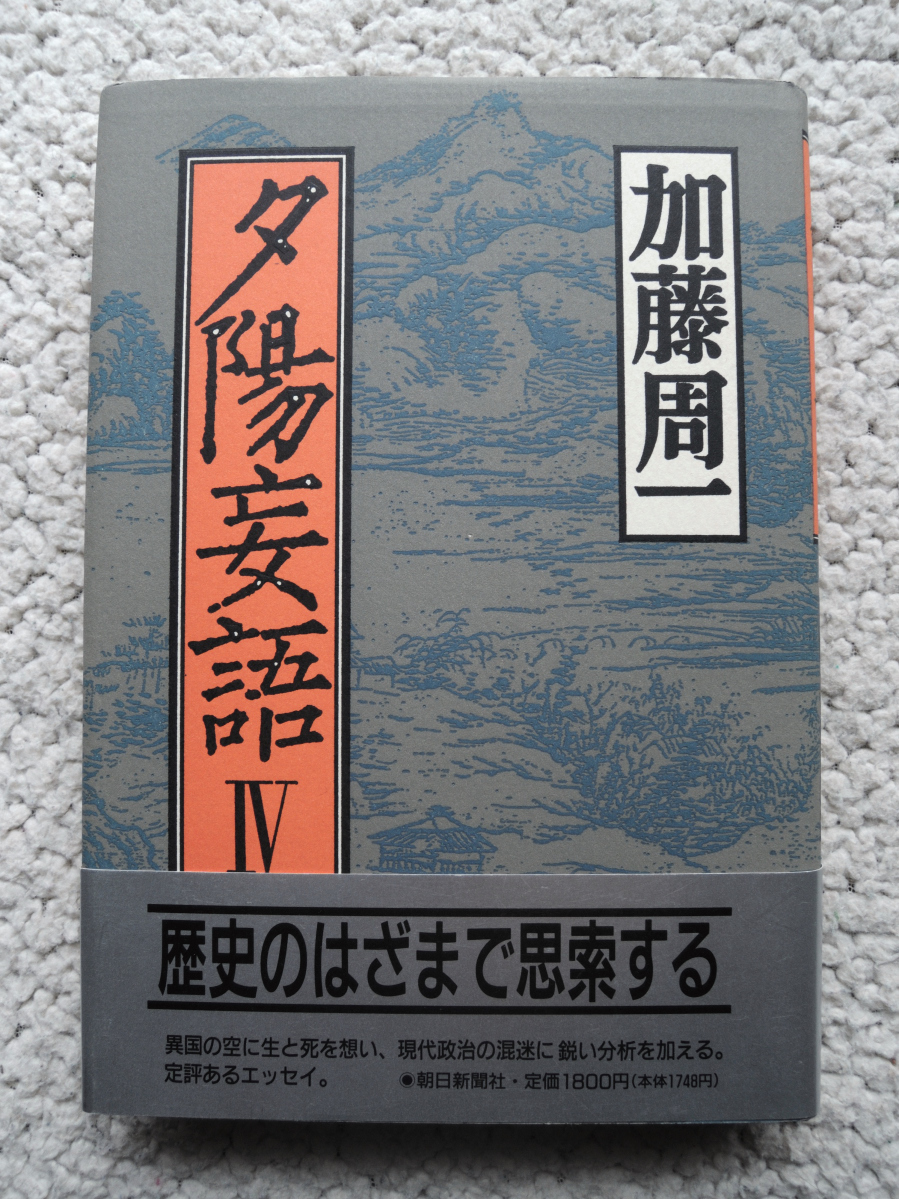 加藤周一
夕陽妄語 IV
歴史のはざまで思索する
異国の空に生と死を想い、現代政治の混迷に 鋭い分析を加える。
定評あるエッセイ。 ●朝日新聞社・定価1800円(本体1748円)